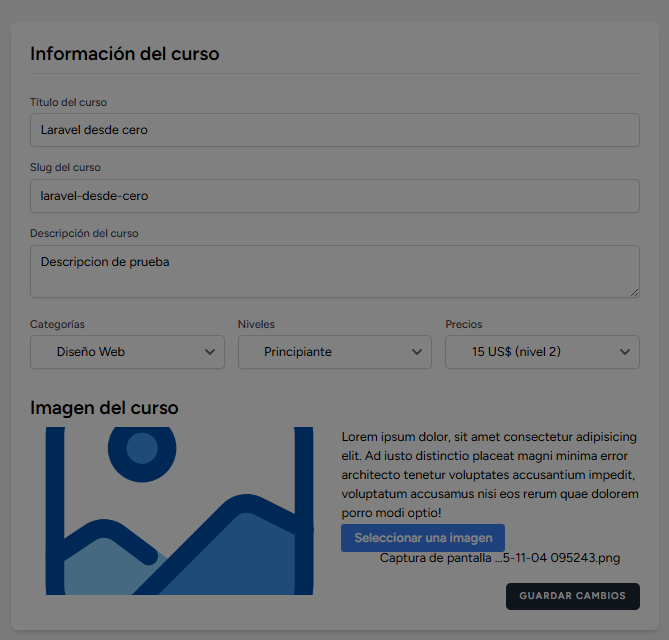 Información del curso
Título del curso
Laravel desde cero
Slug del curso
laravel-desde-cero
Descripción del curso
Descripcion de prueba
Categorías Niveles Precios
Diseño Web Principiante 15 US$ (nivel 2)
Imagen del curso
Lorem ipsum dolor, sit amet consectetur adipisicing
elit. Ad iusto distinctio placeat magni minima error
architecto tenetur voluptates accusantium impedit,
voluptatum accusamus nisi eos rerum quae dolorem
porro modi optio!
Seleccionar una imagen
Captura de pantalla ...5-11-04 095243.png
GUARDAR CAMBIOS